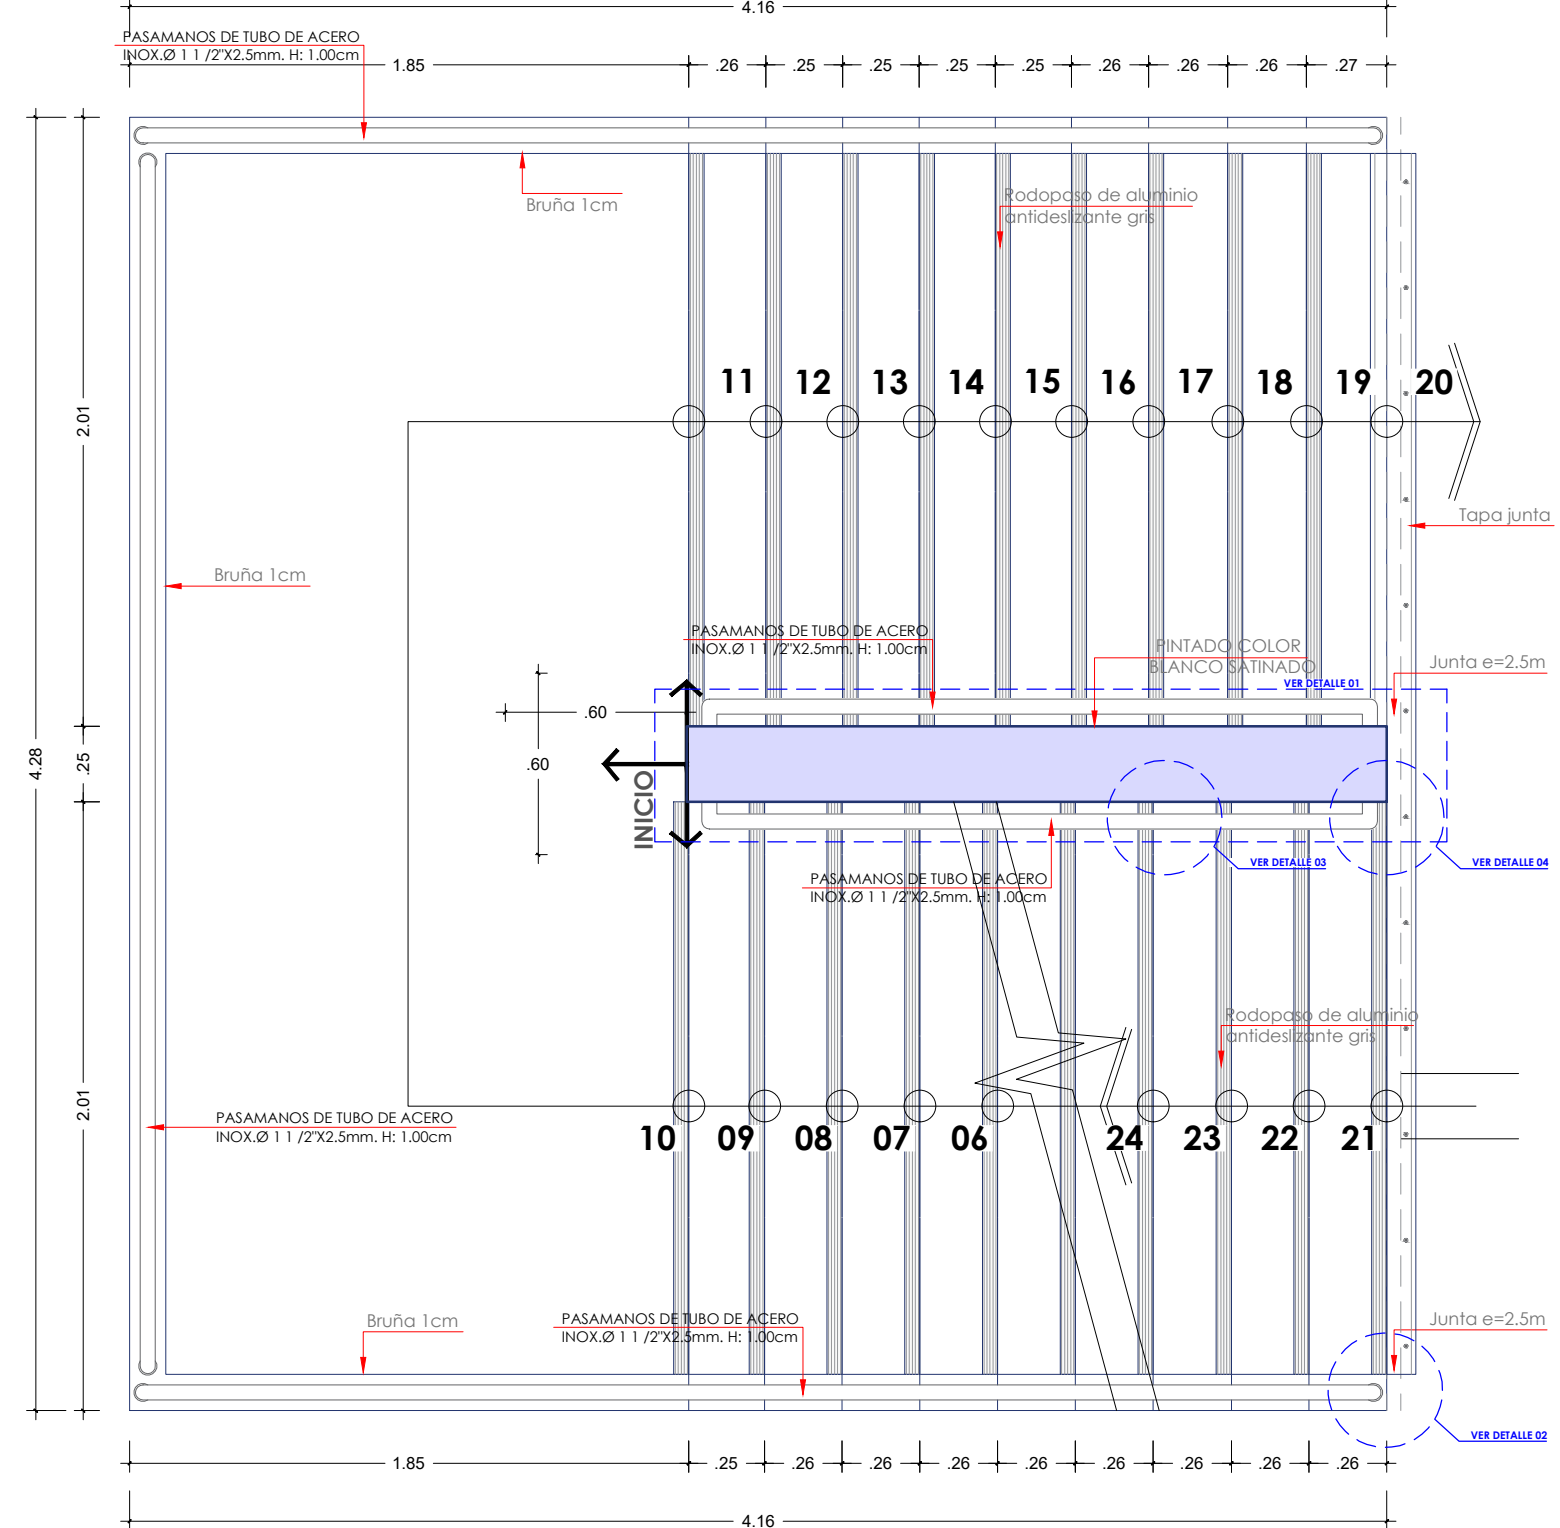 4.16
PASAMANOS DE TUBO DE ACERO
INOX.Ø 1 1 /2"X2.5mm. H: 1.00cm
1.85
.26
.25
.25
.25
.25
.26
.26
.26
.27
Bruña 1cm
Rodopaso de aluminio
antideslizante gris
11
12
13
14
15
16
17
18
19
20
2.01
Tapa junta
Bruña 1cm
PASAMANOS DE TUBO DE ACERO
INOX.Ø 1 1 /2"X2.5mm. H: 1.00cm
PINTADO COLOR
BLANCO SATINADO
VER DETALLE 01
Junta e=2.5m
.60
.60
4.28
.25
INICIO
VER DETALLE 03
VER DETALLE 04
PASAMANOS DE TUBO DE ACERO
INOX.Ø 1 1 /2"X2.5mm. H: 1.00cm
Rodopaso de aluminio
antideslizante gris
2.01
PASAMANOS DE TUBO DE ACERO
INOX.Ø 1 1 /2"X2.5mm. H: 1.00cm
10
09
08
07
06
24
23
22
21
Bruña 1cm
PASAMANOS DE TUBO DE ACERO
INOX.Ø 1 1 /2"X2.5mm. H: 1.00cm
Junta e=2.5m
VER DETALLE 02
1.85
.25
.26
.26
.26
.26
.26
.26
.26
.26
4.16